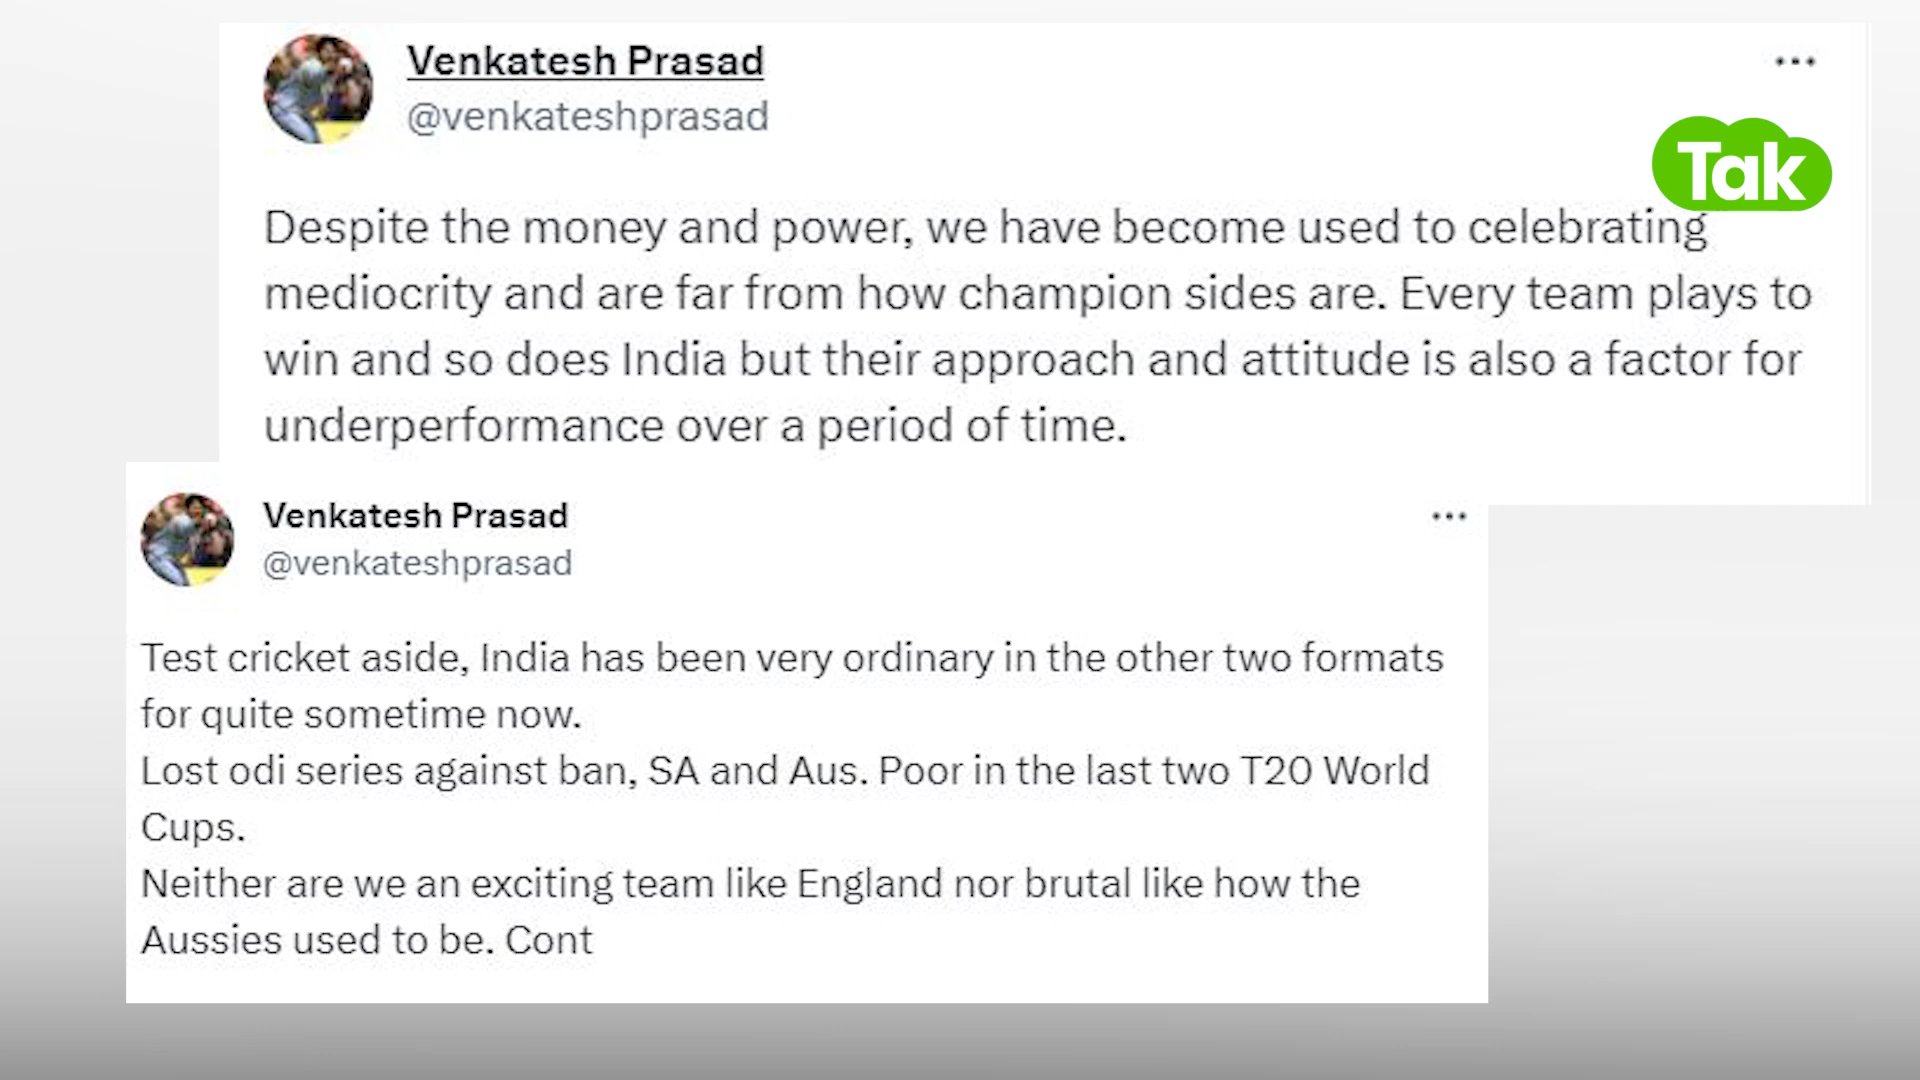 Venkatesh Prasad
@venkateshprasad
Tak
Despite the money and power, we have become used to celebrating
mediocrity and are far from how champion sides are. Every team plays to
win and so does India but their approach and attitude is also a factor for
underperformance over a period of time.
Venkatesh Prasad
@venkateshprasad
Test cricket aside, India has been very ordinary in the other two formats
for quite sometime now.
Lost odi series against ban, SA and Aus. Poor in the last two T20 World
Cups.
Neither are we an exciting team like England nor brutal like how the
Aussies used to be. Cont